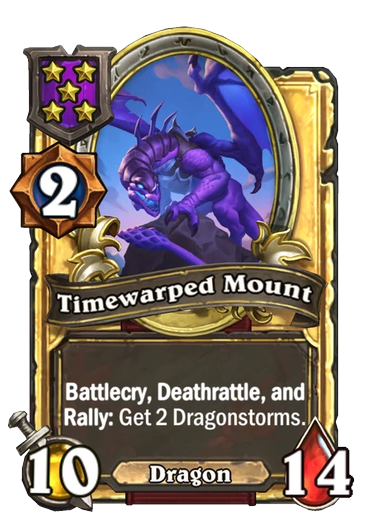 2
Timewarped Mount
Battlecry, Deathrattle, and
Rally: Get 2 Dragonstorms.
10
Dragon
14